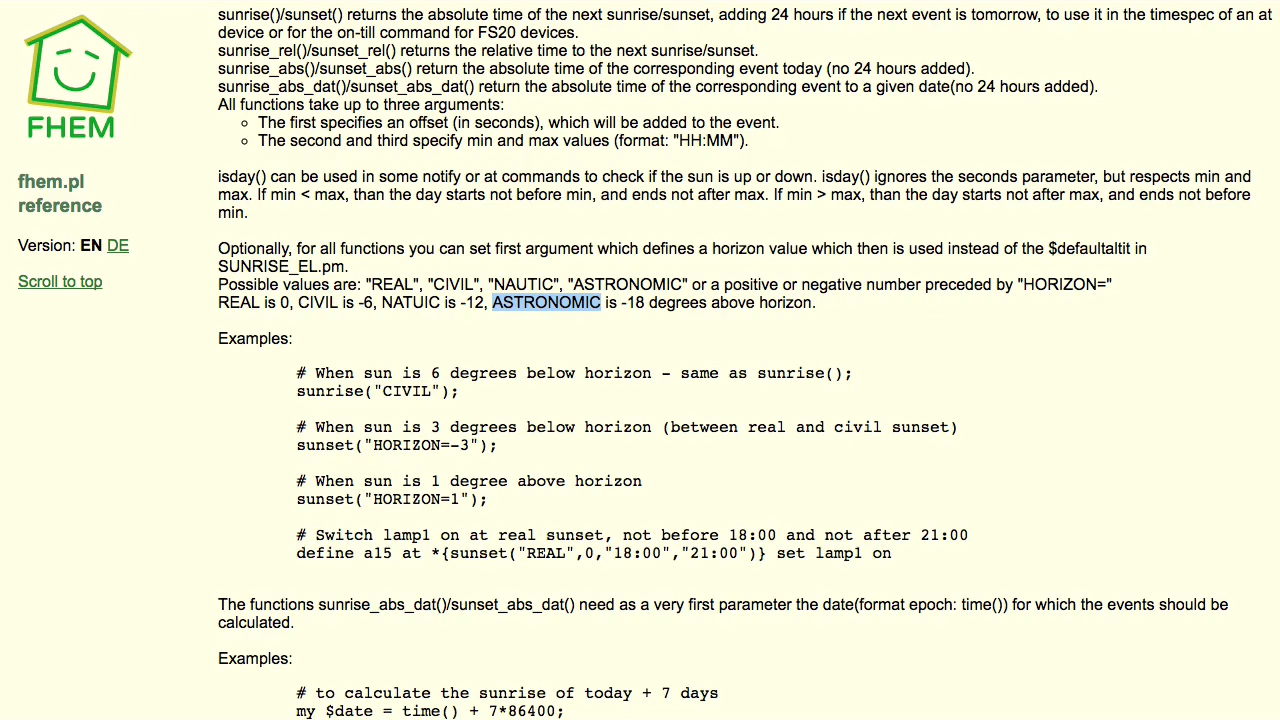 FHEM
fhem.pl
reference
Version: EN DE
Scroll to top
sunrise()/sunset() returns the absolute time of the next sunrise/sunset, adding 24 hours if the next event is tomorrow, to use it in the timespec of an at
device or for the on-till command for FS20 devices.
sunrise_rel()/sunset_rel() returns the relative time to the next sunrise/sunset.
sunrise_abs()/sunset_abs() return the absolute time of the corresponding event today (no 24 hours added).
sunrise_abs_dat()/sunset_abs_dat() return the absolute time of the corresponding event to a given date(no 24 hours added).
All functions take up to three arguments:
The first specifies an offset (in seconds), which will be added to the event.
The second and third specify min and max values (format: "HH:MM").
isday() can be used in some notify or at commands to check if the sun is up or down. isday() ignores the seconds parameter, but respects min and
max. If min < max, than the day starts not before min, and ends not after max. If min > max, than the day starts not after max, and ends not before
min.
Optionally, for all functions you can set first argument which defines a horizon value which then is used instead of the $defaultaltit in
SUNRISE_EL.pm.
Possible values are: "REAL", "CIVIL", "NAUTIC", "ASTRONOMIC" or a positive or negative number preceded by "HORIZON="
REAL is 0, CIVIL is -6, NATUIC is -12, ASTRONOMIC is -18 degrees above horizon.
Examples:
# When sun is 6 degrees below horizon - same as sunrise();
sunrise("CIVIL");
# When sun is 3 degrees below horizon (between real and civil sunset)
sunset("HORIZON=-3");
# When sun is 1 degree above horizon
sunset("HORIZON=1");
# Switch lamp1 on at real sunset, not before 18:00 and not after 21:00
define a15 at *{sunset("REAL",0,"18:00","21:00")} set lamp1 on
The functions sunrise_abs_dat()/sunset_abs_dat() need as a very first parameter the date(format epoch: time()) for which the events should be
calculated.
Examples:
# to calculate the sunrise of today + 7 days
my $date = time() + 7*86400;